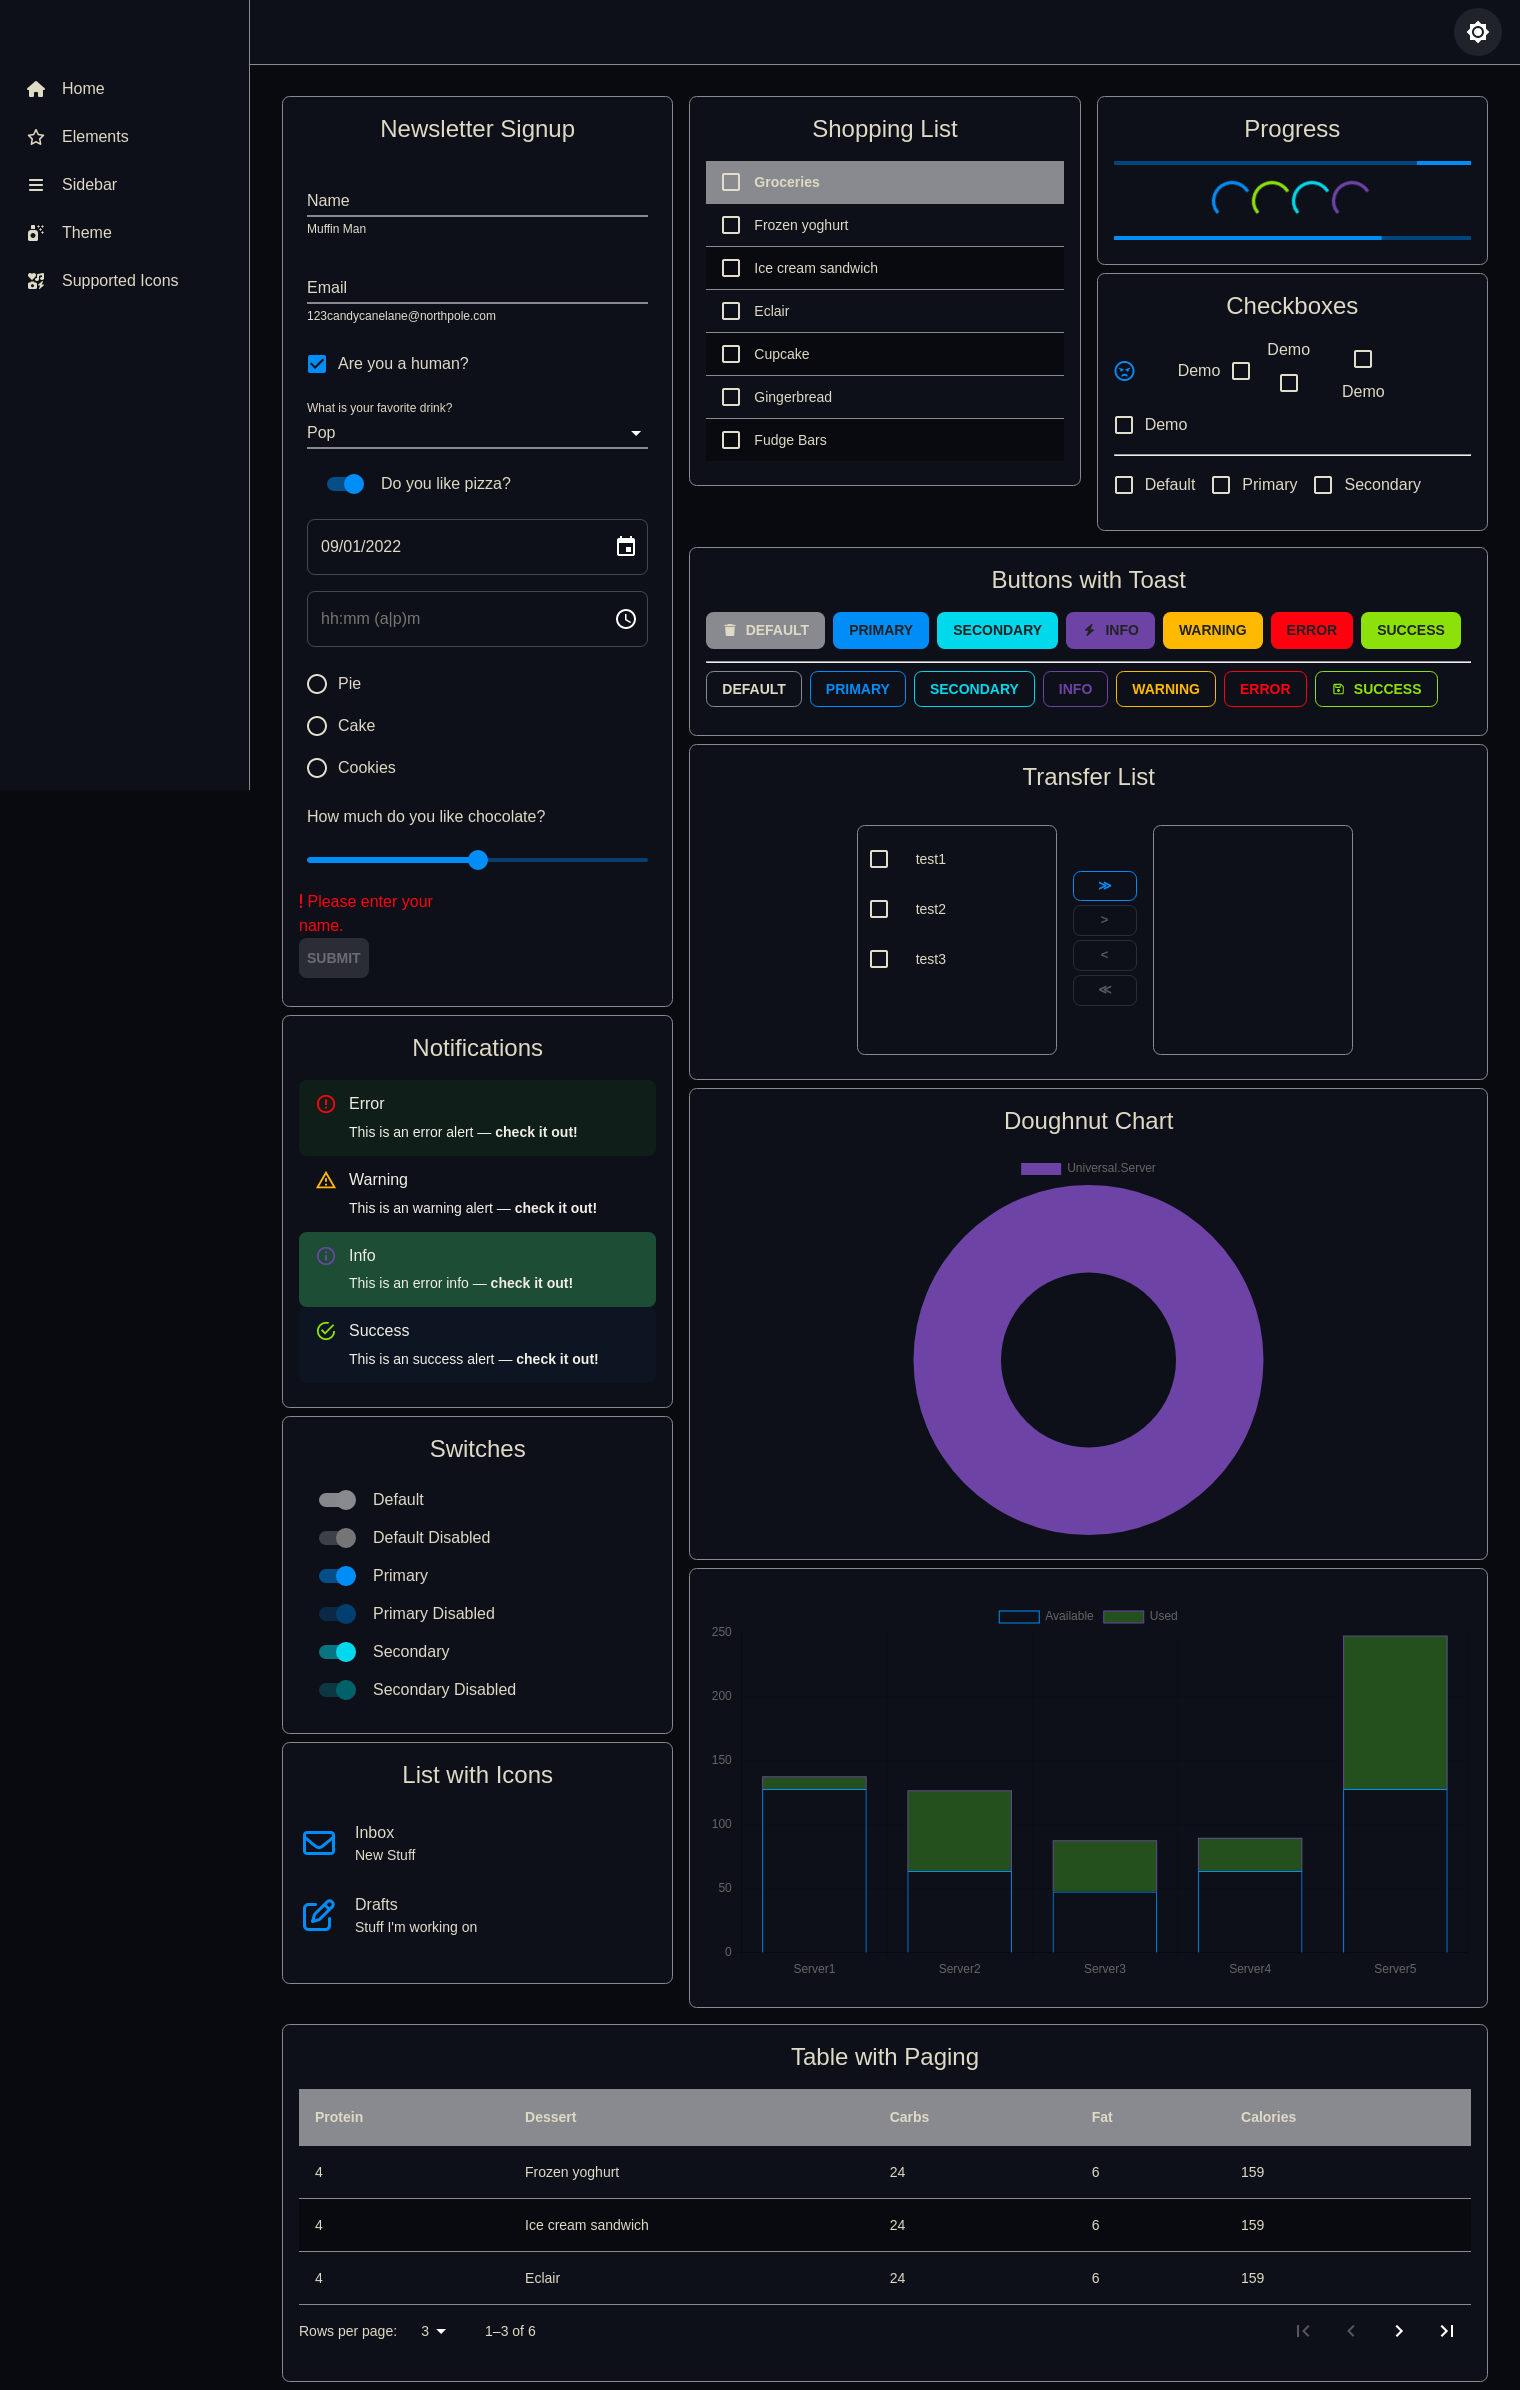 Home
Elements
Sidebar
Theme
Supported Icons
Newsletter Signup
Name
Muffin Man
Email
123candycanelane@northpole.com
Are you a human?
What is your favorite drink?
Pop
Do you like pizza?
09/01/2022
hh:mm (a|p)m
Pie
Cake
Cookies
How much do you like chocolate?
! Please enter your
name.
SUBMIT
Notifications
Error
This is an error alert — check it out!
Warning
This is an warning alert — check it out!
Info
This is an error info — check it out!
Success
This is an success alert — check it out!
Switches
Default
Default Disabled
Primary
Primary Disabled
Secondary
Secondary Disabled
List with Icons
Inbox
New Stuff
Drafts
Stuff I'm working on
Shopping List
Groceries
Frozen yoghurt
Ice cream sandwich
Eclair
Cupcake
Gingerbread
Fudge Bars
Progress
Checkboxes
Demo
Demo
Demo
Demo
Default Primary Secondary
Buttons with Toast
DEFAULT PRIMARY SECONDARY INFO WARNING ERROR SUCCESS
DEFAULT PRIMARY SECONDARY INFO WARNING ERROR SUCCESS
Transfer List
test1
test2
test3
≫
>
<
≪
Doughnut Chart
Universal.Server
Available Used
250
200
150
100
50
0
Server1 Server2 Server3 Server4 Server5
Table with Paging
Protein Dessert Carbs Fat Calories
4 Frozen yoghurt 24 6 159
4 Ice cream sandwich 24 6 159
4 Eclair 24 6 159
Rows per page: 3 1–3 of 6